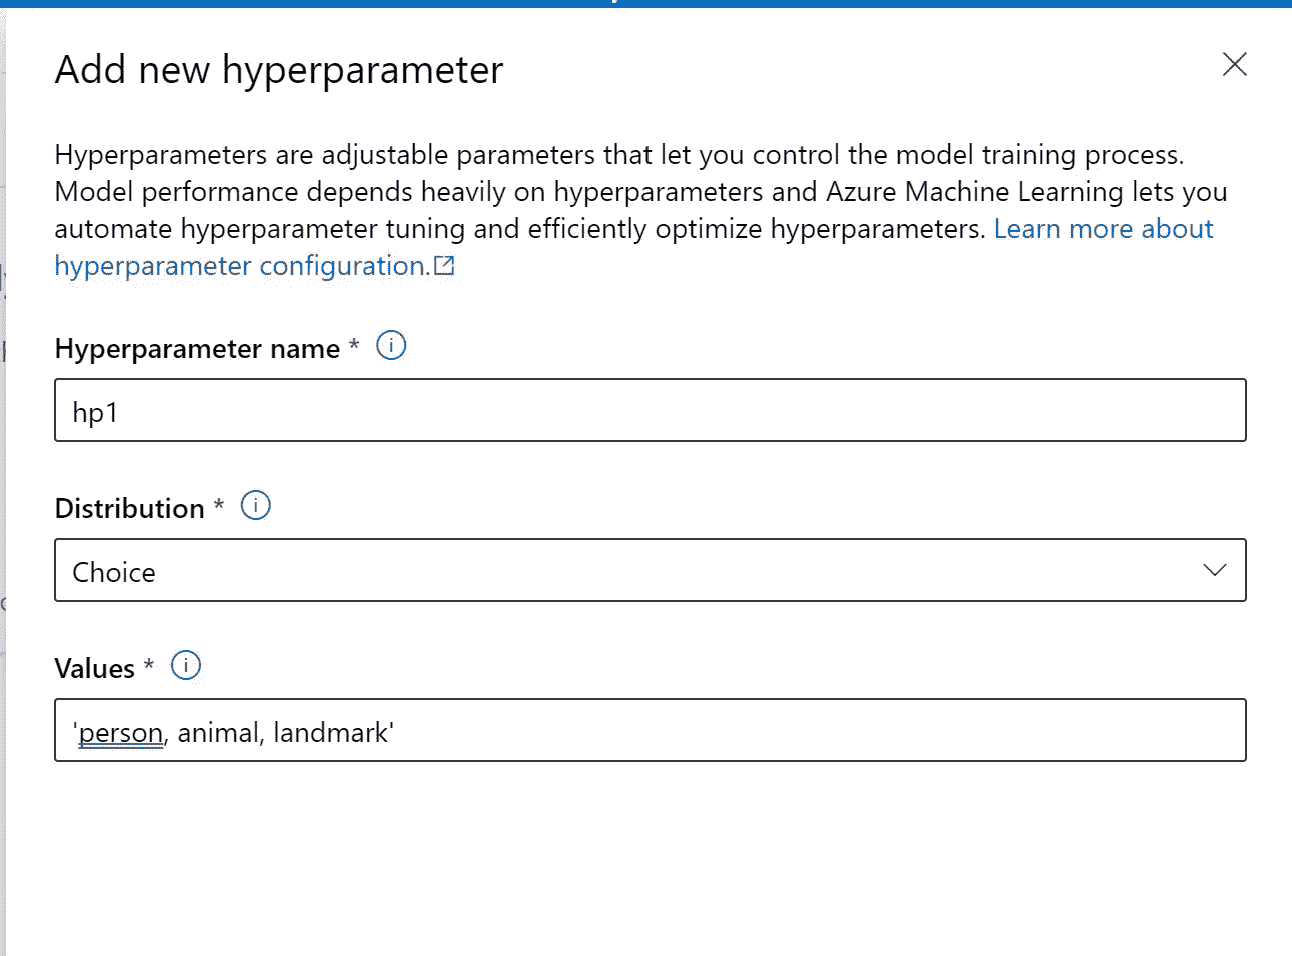 Add new hyperparameter
Hyperparameters are adjustable parameters that let you control the model training process.
Model performance depends heavily on hyperparameters and Azure Machine Learning lets you
automate hyperparameter tuning and efficiently optimize hyperparameters. Learn more about
hyperparameter configuration.
Hyperparameter name *
hp1
Distribution *
Choice
Values *
'person, animal, landmark'